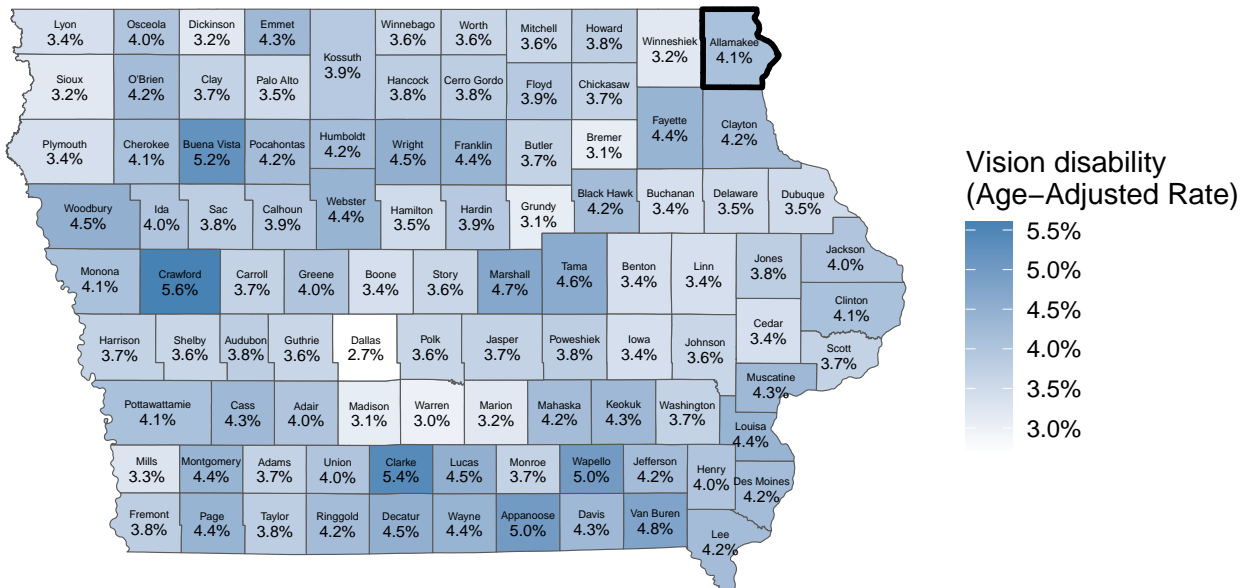 Lyon
3.4%
Osceola
4.0%
Dickinson
3.2%
Emmet
4.3%
Kossuth
3.9%
Winnebago
3.6%
Worth
3.6%
Mitchell
3.6%
Howard
3.8%
Winneshiek
3.2%
Allamakee
4.1%
Sioux
3.2%
O'Brien
4.2%
Clay
3.7%
Palo Alto
3.5%
Hancock
3.8%
Cerro Gordo
3.8%
Floyd
3.9%
Chickasaw
3.7%
Fayette
4.4%
Clayton
4.2%
Plymouth
3.4%
Cherokee
4.1%
Buena Vista
5.2%
Pocahontas
4.2%
Humboldt
4.2%
Wright
4.5%
Franklin
4.4%
Butler
3.7%
Bremer
3.1%
Woodbury
4.5%
Ida
4.0%
Sac
3.8%
Calhoun
3.9%
Webster
4.4%
Hamilton
3.5%
Hardin
3.9%
Grundy
3.1%
Black Hawk
4.2%
Buchanan
3.4%
Delaware
3.5%
Dubuque
3.5%
Monona
4.1%
Crawford
5.6%
Carroll
3.7%
Greene
4.0%
Boone
3.4%
Story
3.6%
Marshall
4.7%
Tama
4.6%
Benton
3.4%
Linn
3.4%
Jones
3.8%
Jackson
4.0%
Clinton
4.1%
Harrison
3.7%
Shelby
3.6%
Audubon
3.8%
Guthrie
3.6%
Dallas
2.7%
Polk
3.6%
Jasper
3.7%
Poweshiek
3.8%
Iowa
3.4%
Johnson
3.6%
Cedar
3.4%
Scott
3.7%
Muscatine
4.3%
Pottawattamie
4.1%
Cass
4.3%
Adair
4.0%
Madison
3.1%
Warren
3.0%
Marion
3.2%
Mahaska
4.2%
Keokuk
4.3%
Washington
3.7%
Louisa
4.4%
Mills
3.3%
Montgomery
4.4%
Adams
3.7%
Union
4.0%
Clarke
5.4%
Lucas
4.5%
Monroe
3.7%
Wapello
5.0%
Jefferson
4.2%
Henry
4.0%
Des Moines
4.2%
Fremont
3.8%
Page
4.4%
Taylor
3.8%
Ringgold
4.2%
Decatur
4.5%
Wayne
4.4%
Appanoose
5.0%
Davis
4.3%
Van Buren
4.8%
Lee
4.2%
Vision disability
(Age−Adjusted Rate)
5.5%
5.0%
4.5%
4.0%
3.5%
3.0%